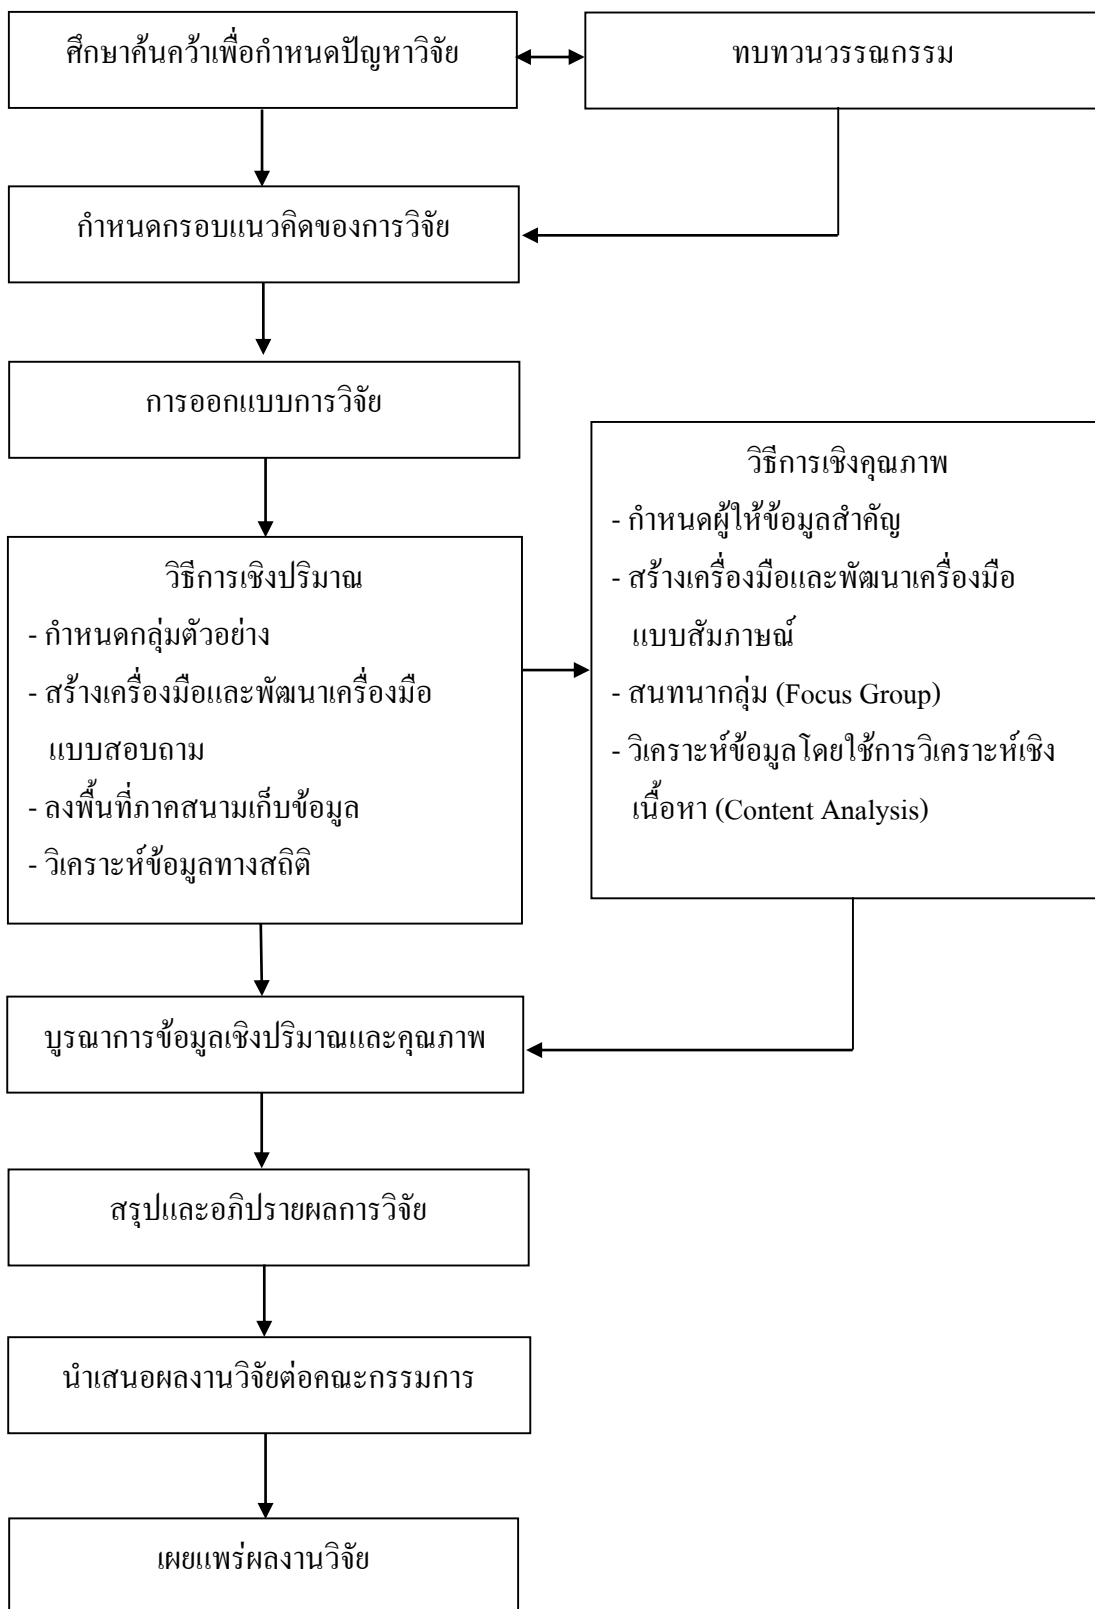 ศึกษาค้นคว้าเพื่อกำหนดปัญหาวิจัย
ทบทวนวรรณกรรม
กำหนดกรอบแนวคิดของการวิจัย
การออกแบบการวิจัย
วิธีการเชิงปริมาณ
- กำหนดกลุ่มตัวอย่าง
- สร้างเครื่องมือและพัฒนาเครื่องมือ
แบบสอบถาม
- ลงพื้นที่ภาคสนามเก็บข้อมูล
- วิเคราะห์ข้อมูลทางสถิติ
วิธีการเชิงคุณภาพ
- กำหนดผู้ให้ข้อมูลสำคัญ
- สร้างเครื่องมือและพัฒนาเครื่องมือ
แบบสัมภาษณ์
- สนทนากลุ่ม (Focus Group)
- วิเคราะห์ข้อมูลโดยใช้การวิเคราะห์เชิง
เนื้อหา (Content Analysis)
บูรณาการข้อมูลเชิงปริมาณและคุณภาพ
สรุปและอภิปรายผลการวิจัย
นำเสนอผลงานวิจัยต่อคณะกรรมการ
เผยแพร่ผลงานวิจัย